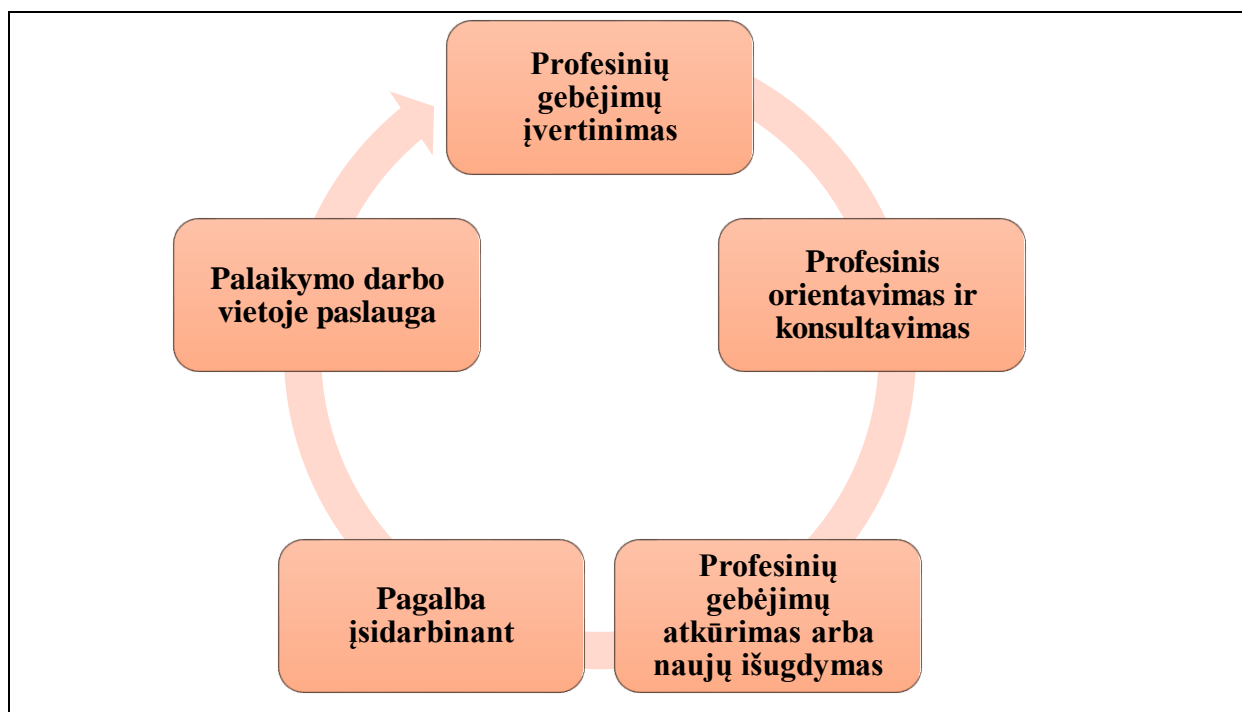 Profesinių
gebėjimų
įvertinimas
Profesinis
orientavimas ir
konsultavimas
Profesinių
gebėjimų
atkūrimas arba
naujų išugdymas
Pagalba
įsidarbinant
Palaikymo darbo
vietoje paslauga